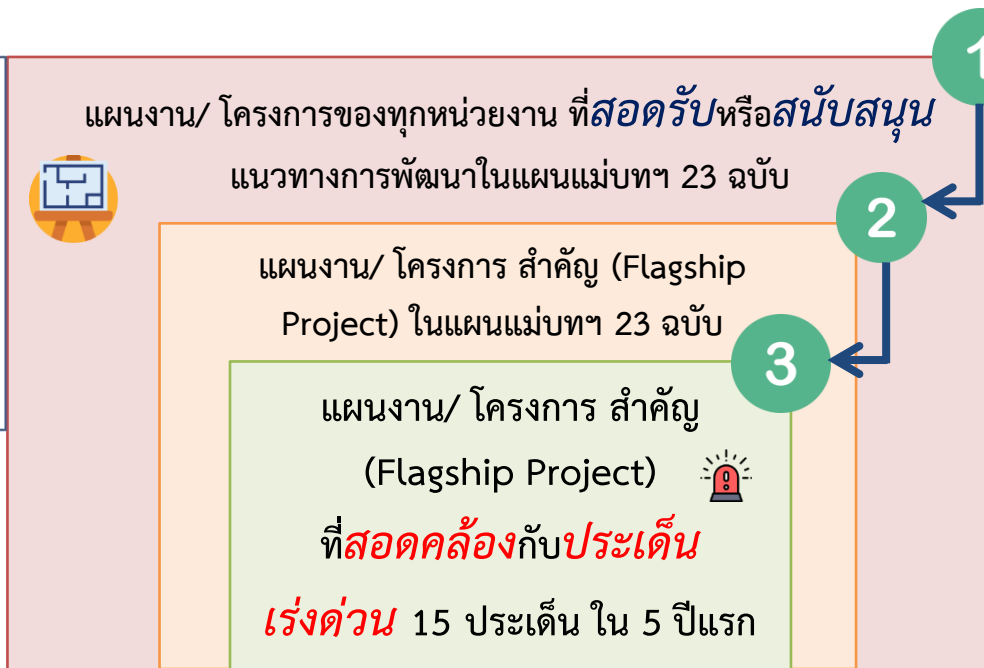 1
แผนงาน/ โครงการของทุกหน่วยงาน ที่สอดรับหรือสนับสนุน
แนวทางการพัฒนาในแผนแม่บทฯ 23 ฉบับ
2
แผนงาน/ โครงการ สำคัญ (Flagship
Project) ในแผนแม่บทฯ 23 ฉบับ
3
แผนงาน/ โครงการ สำคัญ
(Flagship Project)
ที่สอดคล้องกับประเด็น
เร่งด่วน 15 ประเด็น ใน 5 ปีแรก